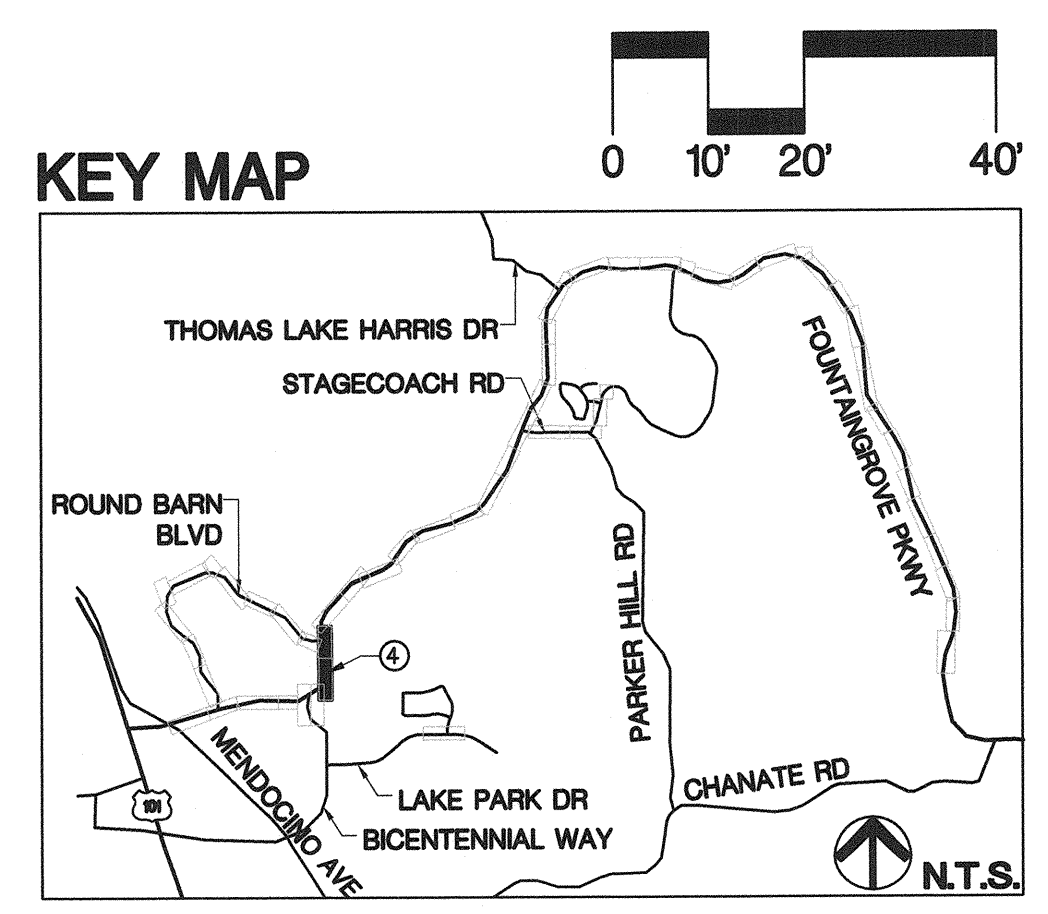 0 10' 20' 40'
KEY MAP
THOMAS LAKE HARRIS DR
STAGECOACH RD
FOUNTAINGROVE PKWY
ROUND BARN
BLVD
PARKER HILL RD
4
MENDOCINO AVE
101
LAKE PARK DR
BICENTENNIAL WAY
CHANATE RD
N.T.S.